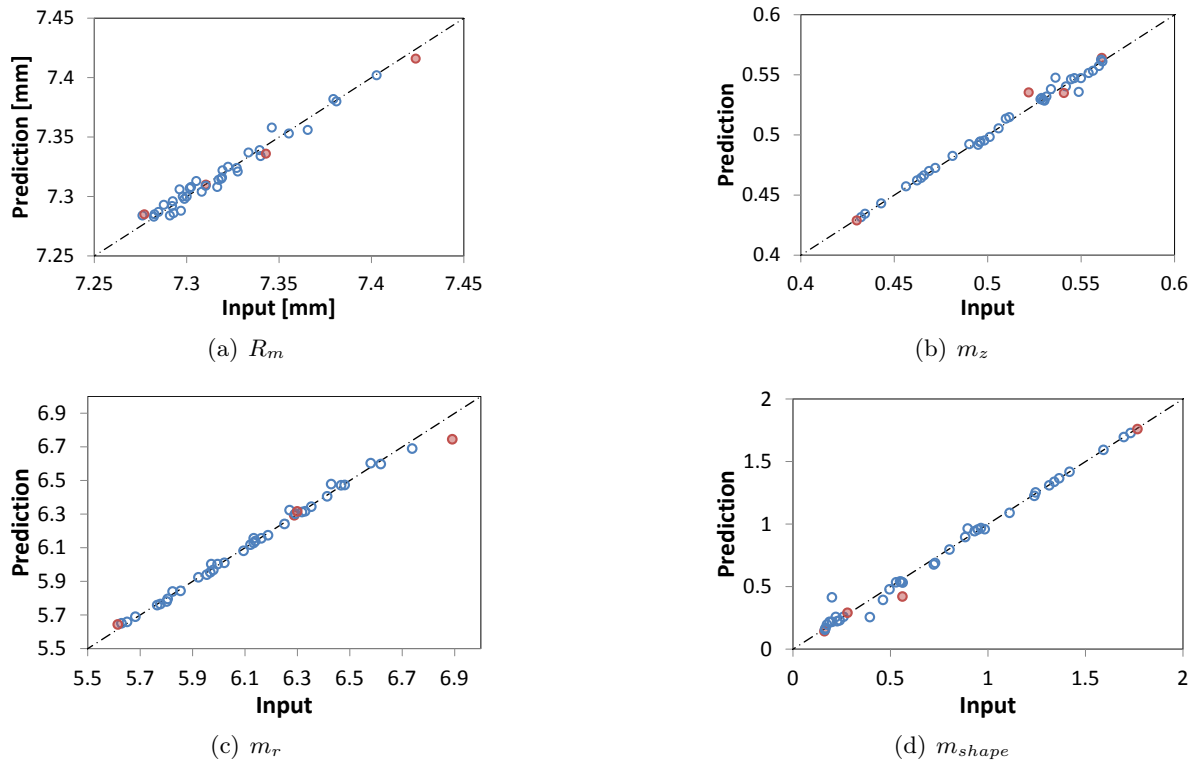 7.45
7.4
7.35
7.3
7.25
Prediction [mm]
7.25 7.3 7.35 7.4 7.45
Input [mm]
(a) R_m
0.6
0.55
0.5
0.45
0.4
Prediction
0.4 0.45 0.5 0.55 0.6
Input
(b) m_z
6.9
6.7
6.5
6.3
6.1
5.9
5.7
5.5
Prediction
5.5 5.7 5.9 6.1 6.3 6.5 6.7 6.9
Input
(c) m_r
2
1.5
1
0.5
0
Prediction
0 0.5 1 1.5 2
Input
(d) m_shape